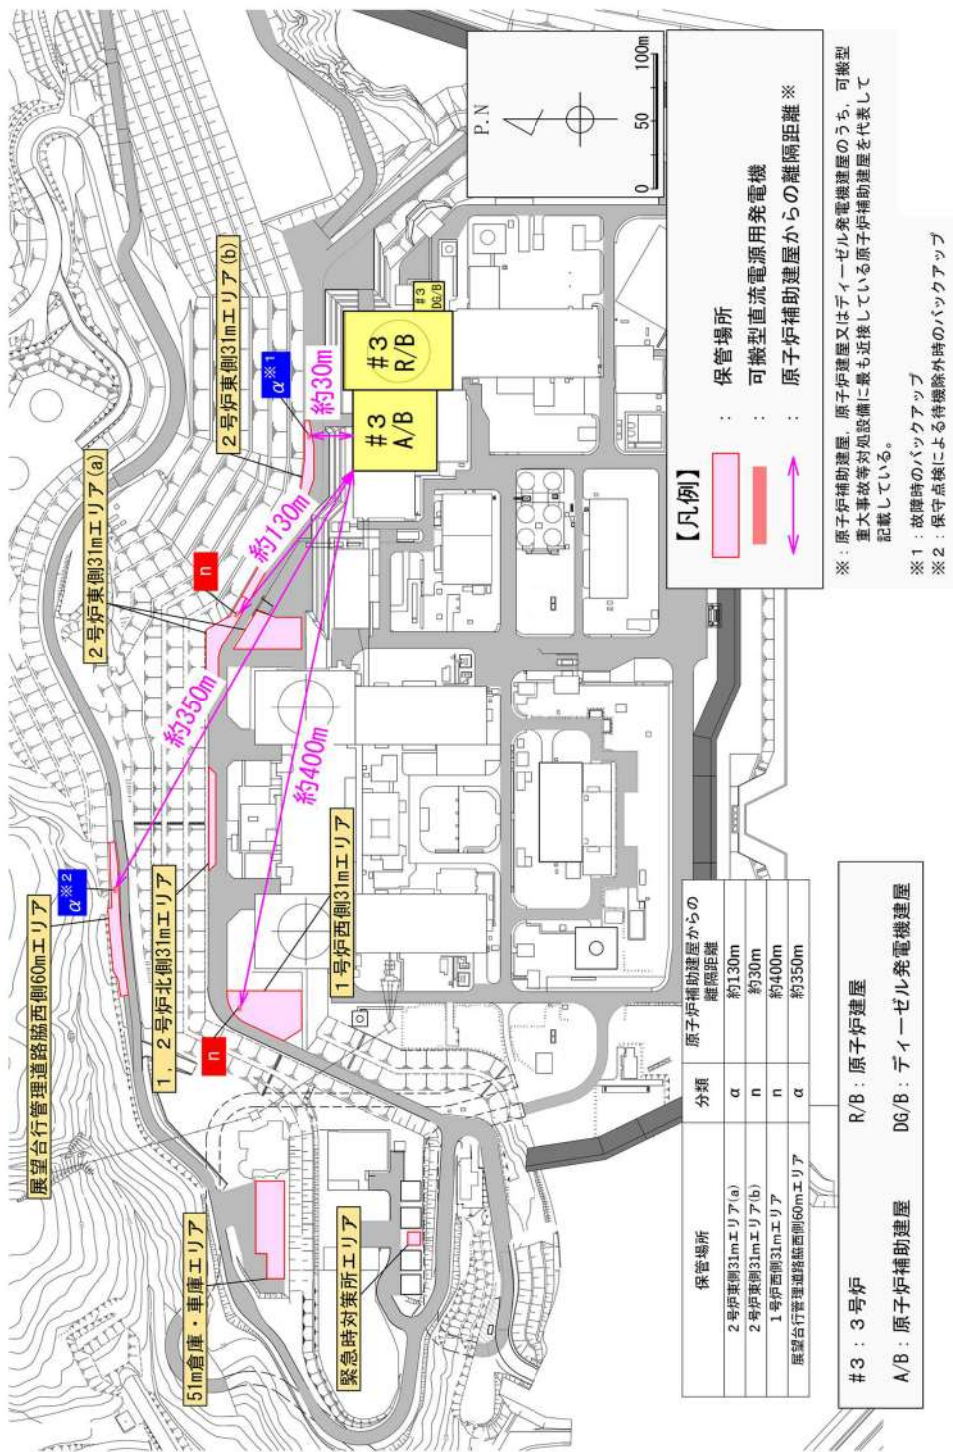 展望台行管理道路脇西側60mエリア
α※2
2号炉東側31mエリア(a)
2号炉東側31mエリア(b)
α※1
n
約30m
約130m
約350m
約400m
1,2号炉北側31mエリア
n
1号炉西側31mエリア
51m倉庫・車庫エリア
緊急時対策所エリア
#3
A/B
#3
R/B
#3
DG/B
P.N
0 50 100m
【凡例】
: 保管場所
: 可搬型直流電源用発電機
: 原子炉補助建屋からの離隔距離※
※:原子炉補助建屋,原子炉建屋又はディーゼル発電機建屋のうち,可搬型
重大事故等対処設備に最も近接している原子炉補助建屋を代表して
記載している。
※1:故障時のバックアップ
※2:保守点検による待機除外時のバックアップ
保管場所 分類 原子炉補助建屋からの
離隔距離
2号炉東側31mエリア(a) α 約130m
2号炉東側31mエリア(b) n 約30m
1号炉西側31mエリア n 約400m
展望台行管理道路脇西側60mエリア α 約350m
#3:3号炉 R/B:原子炉建屋
A/B:原子炉補助建屋 DG/B:ディーゼル発電機建屋